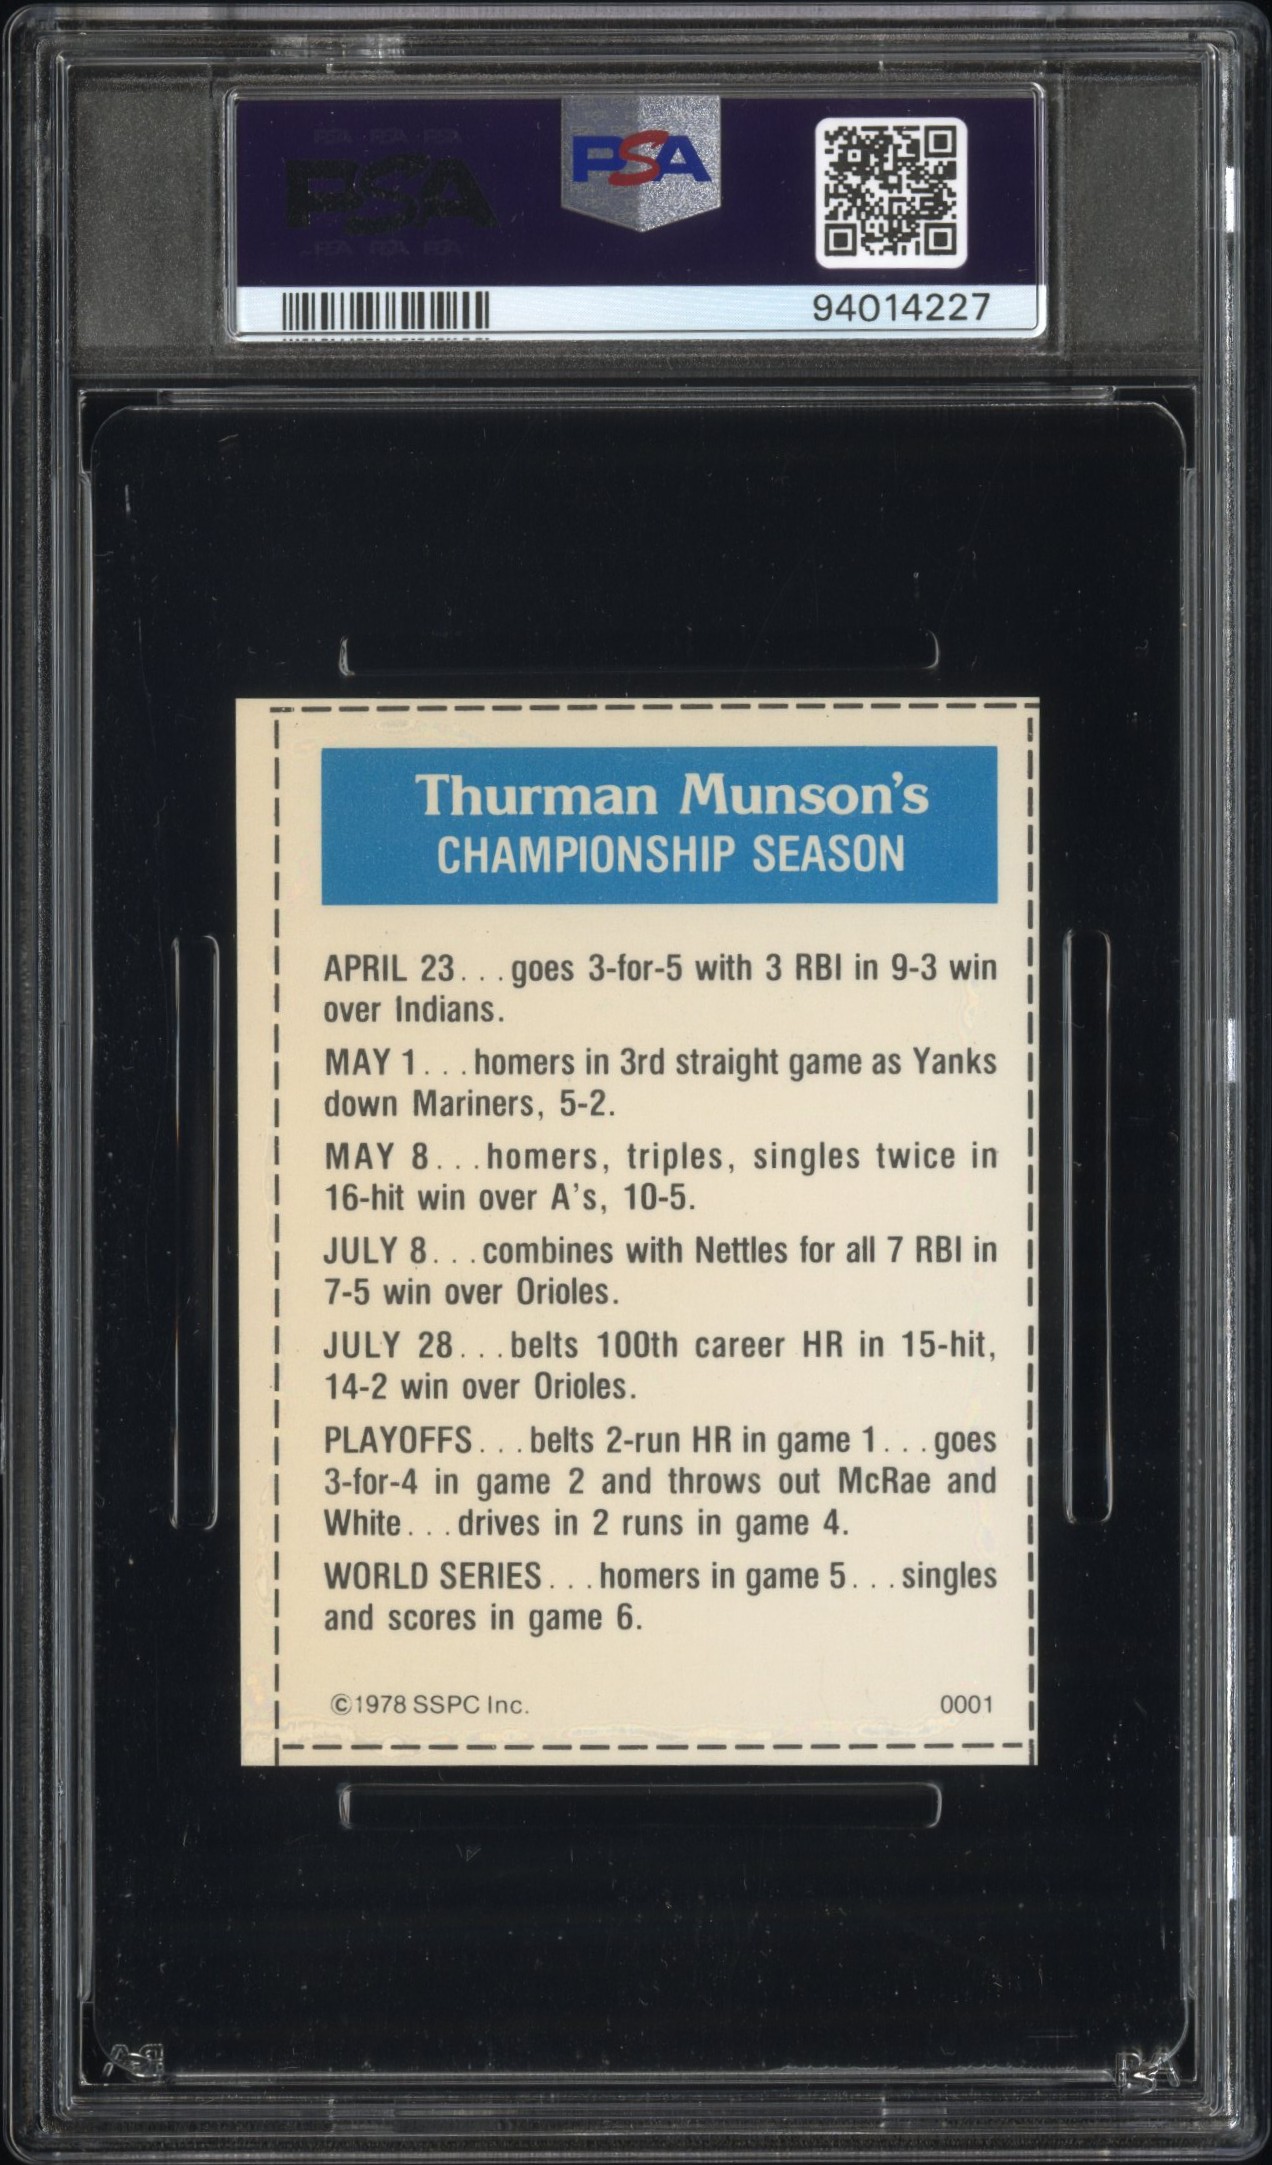 PSA
PSA
94014227
Thurman Munson's
CHAMPIONSHIP SEASON
APRIL 23...goes 3-for-5 with 3 RBI in 9-3 win
over Indians.
MAY 1...homers in 3rd straight game as Yanks
down Mariners, 5-2.
MAY 8...homers, triples, singles twice in
16-hit win over A's, 10-5.
JULY 8...combines with Nettles for all 7 RBI in
7-5 win over Orioles.
JULY 28...belts 100th career HR in 15-hit,
14-2 win over Orioles.
PLAYOFFS...belts 2-run HR in game 1...goes
3-for-4 in game 2 and throws out McRae and
White...drives in 2 runs in game 4.
WORLD SERIES...homers in game 5...singles
and scores in game 6.
©1978 SSPC Inc. 0001